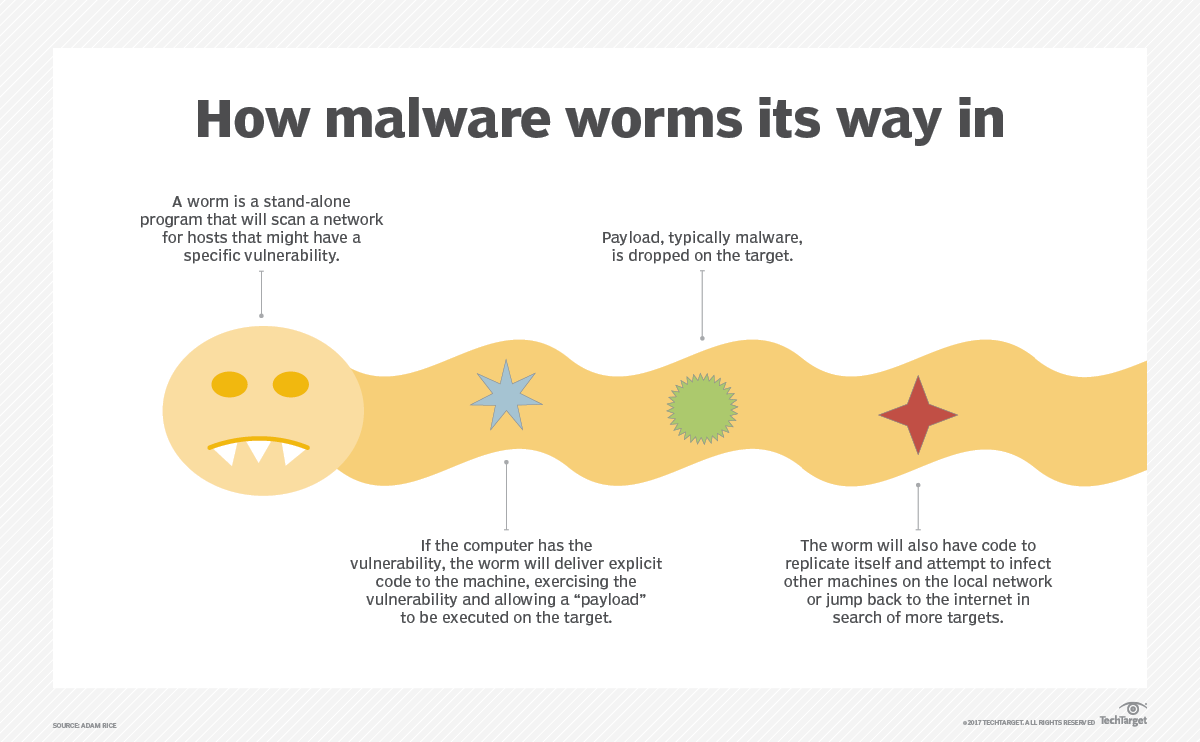 How malware worms its way in
A worm is a stand-alone
program that will scan a network
for hosts that might have a
specific vulnerability.
Payload, typically malware,
is dropped on the target.
If the computer has the
vulnerability, the worm will deliver explicit
code to the machine, exercising the
vulnerability and allowing a “payload”
to be executed on the target.
The worm will also have code to
replicate itself and attempt to infect
other machines on the local network
or jump back to the internet in
search of more targets.
SOURCE: ADAM RICE
©2017 TECHTARGET. ALL RIGHTS RESERVED
TechTarget